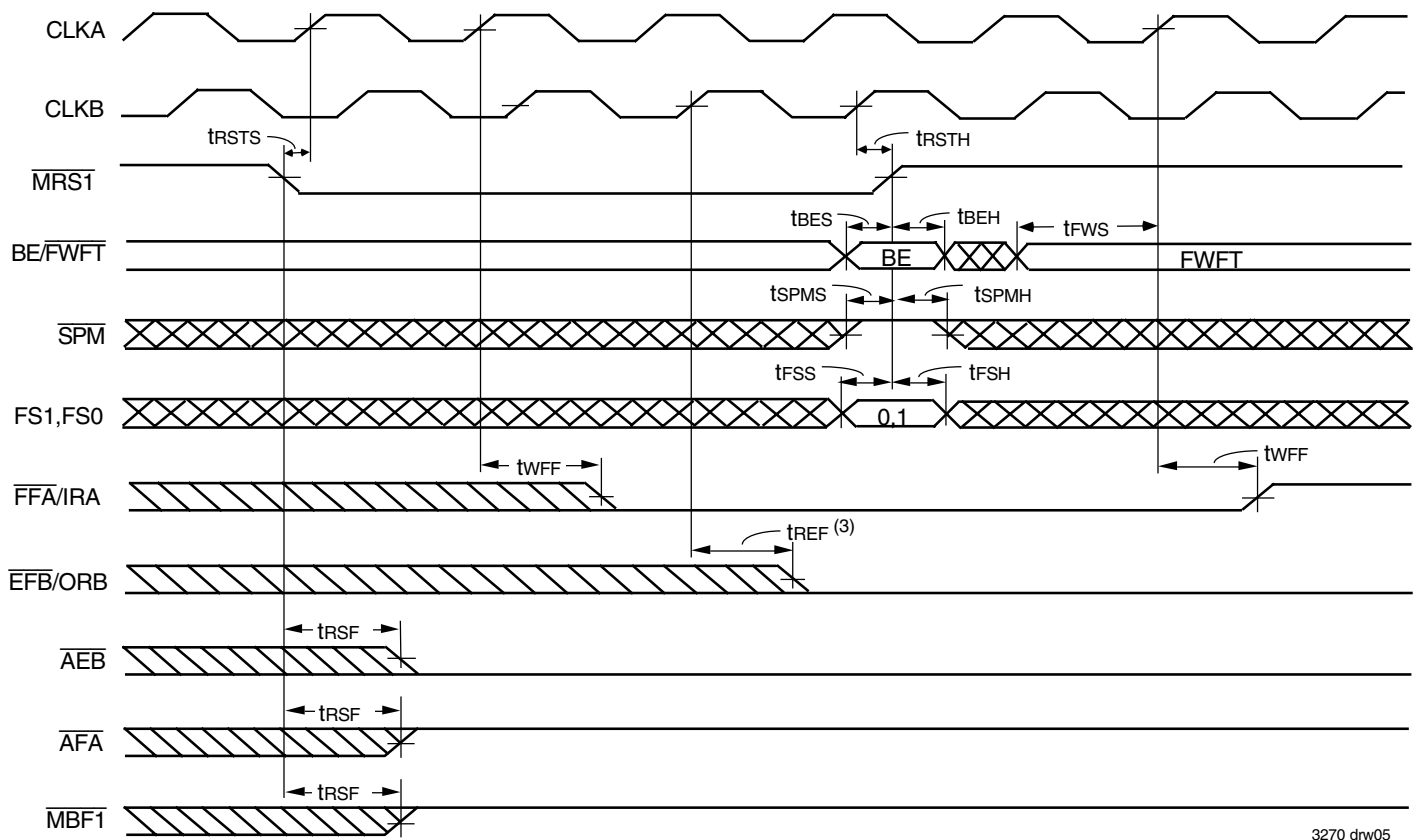 CLKA
CLKB
tRSTS
tRSTH
MRS1
tBES
tBEH
tFWS
BE/FWFT
BE
FWFT
tSPMS
tSPMH
SPM
tFSS
tFSH
FS1,FS0
0,1
tWFF
tWFF
FFA/IRA
tREF (3)
EFB/ORB
tRSF
AEB
tRSF
AFA
tRSF
MBF1
3270 drw05